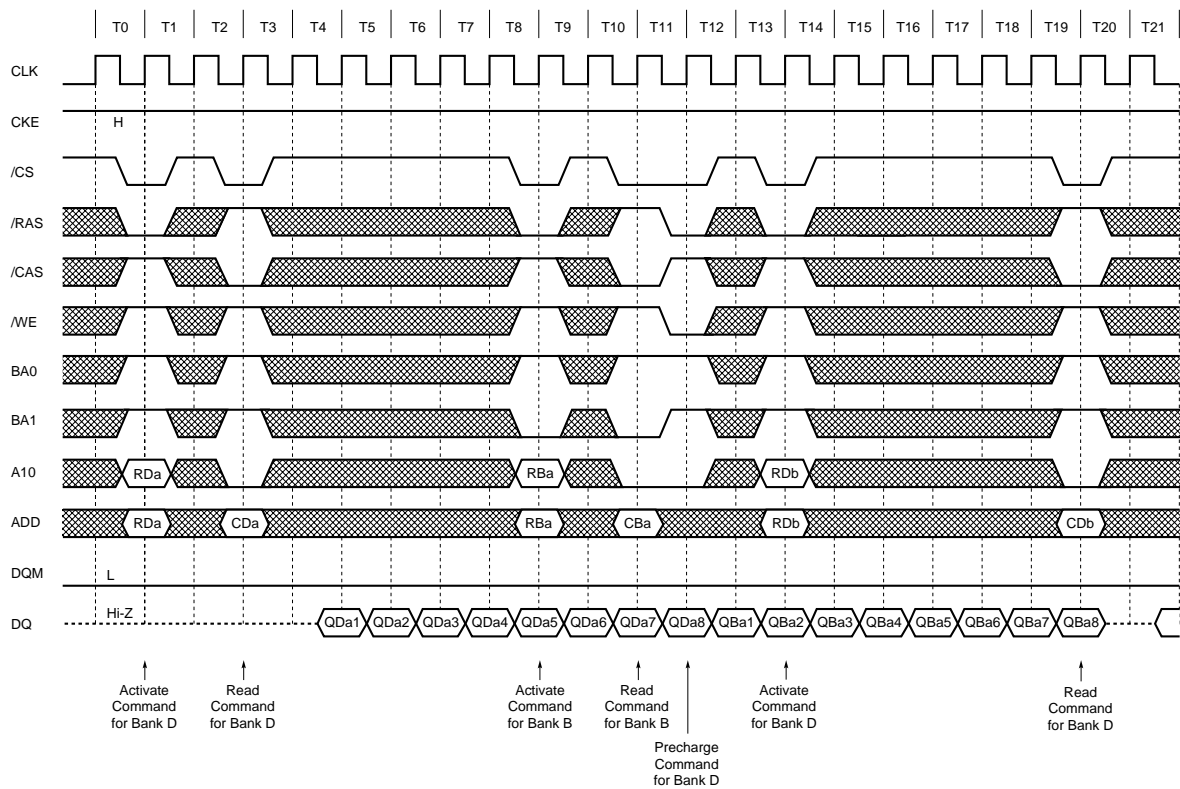 T0 T1 T2 T3 T4 T5 T6 T7 T8 T9 T10 T11 T12 T13 T14 T15 T16 T17 T18 T19 T20 T21
CLK
CKE H
/CS
/RAS
/CAS
/WE
BA0
BA1
A10 RDa RBa RDb
ADD RDa CDa RBa CBa RDb CDb
DQM L
DQ Hi-Z QDa1 QDa2 QDa3 QDa4 QDa5 QDa6 QDa7 QDa8 QBa1 QBa2 QBa3 QBa4 QBa5 QBa6 QBa7 QBa8
Activate
Command
for Bank D
Read
Command
for Bank D
Activate
Command
for Bank B
Read
Command
for Bank B
Precharge
Command
for Bank D
Activate
Command
for Bank D
Read
Command
for Bank D